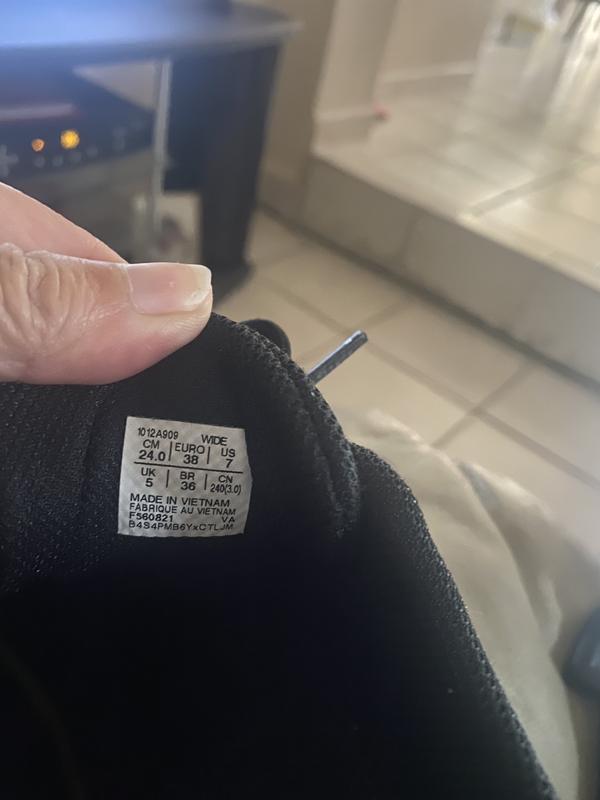 1012A909 WIDE
CM EURO US
24.0 38 7
UK BR CN
5 36 240(3.0)
MADE IN VIETNAM
FABRIQUE AU VIETNAM
F560821 VA
B4S4PMB6YxCTLJM